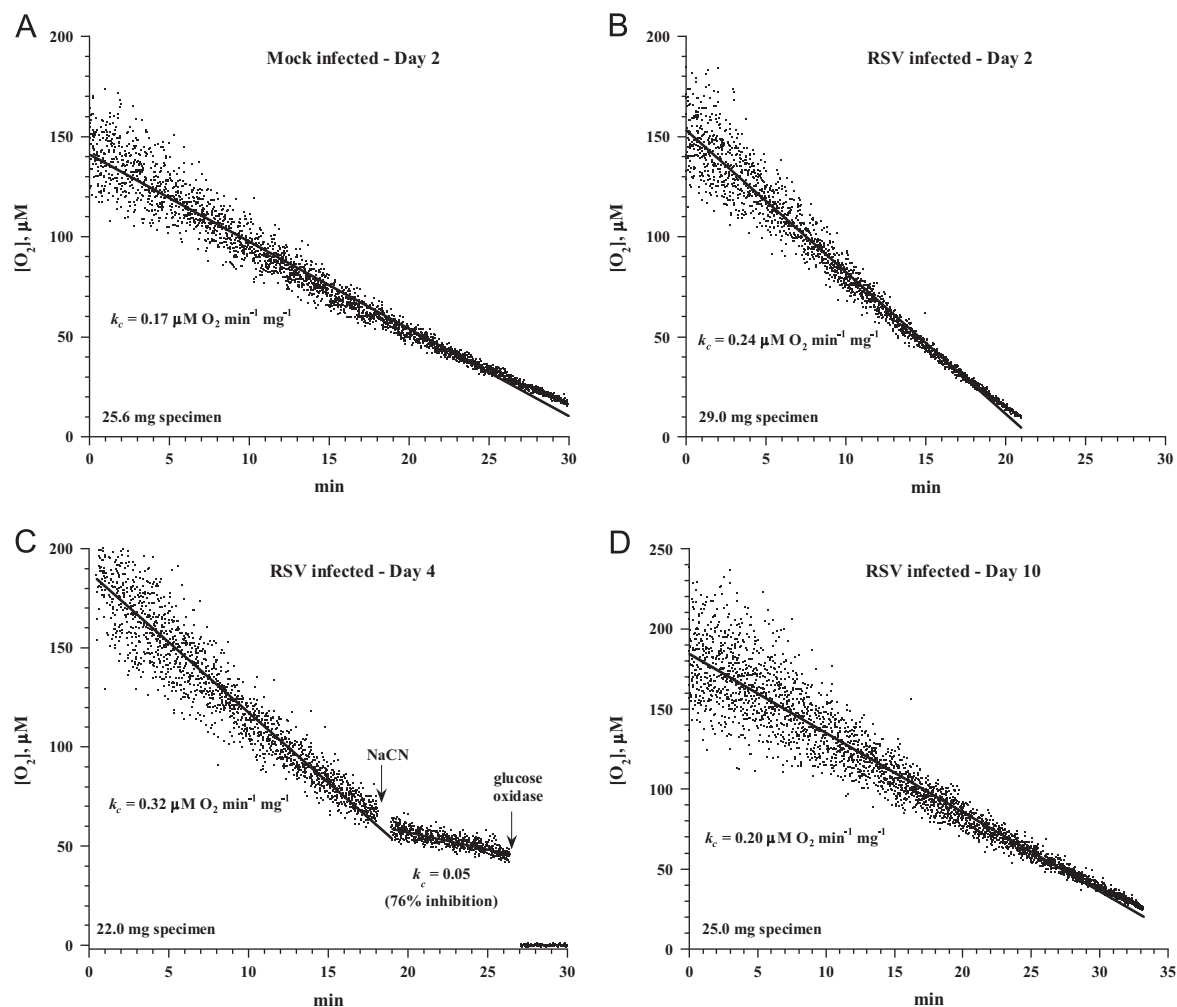 A
Mock infected - Day 2
200
150
100
50
0
[O₂], µM
k_c = 0.17 µM O₂ min⁻¹ mg⁻¹
25.6 mg specimen
0 5 10 15 20 25 30
min
B
RSV infected - Day 2
200
150
100
50
0
[O₂], µM
k_c = 0.24 µM O₂ min⁻¹ mg⁻¹
29.0 mg specimen
0 5 10 15 20 25 30
min
C
RSV infected - Day 4
200
150
100
50
0
[O₂], µM
NaCN
glucose
oxidase
k_c = 0.32 µM O₂ min⁻¹ mg⁻¹
k_c = 0.05
(76% inhibition)
22.0 mg specimen
0 5 10 15 20 25 30
min
D
RSV infected - Day 10
250
200
150
100
50
0
[O₂], µM
k_c = 0.20 µM O₂ min⁻¹ mg⁻¹
25.0 mg specimen
0 5 10 15 20 25 30 35
min